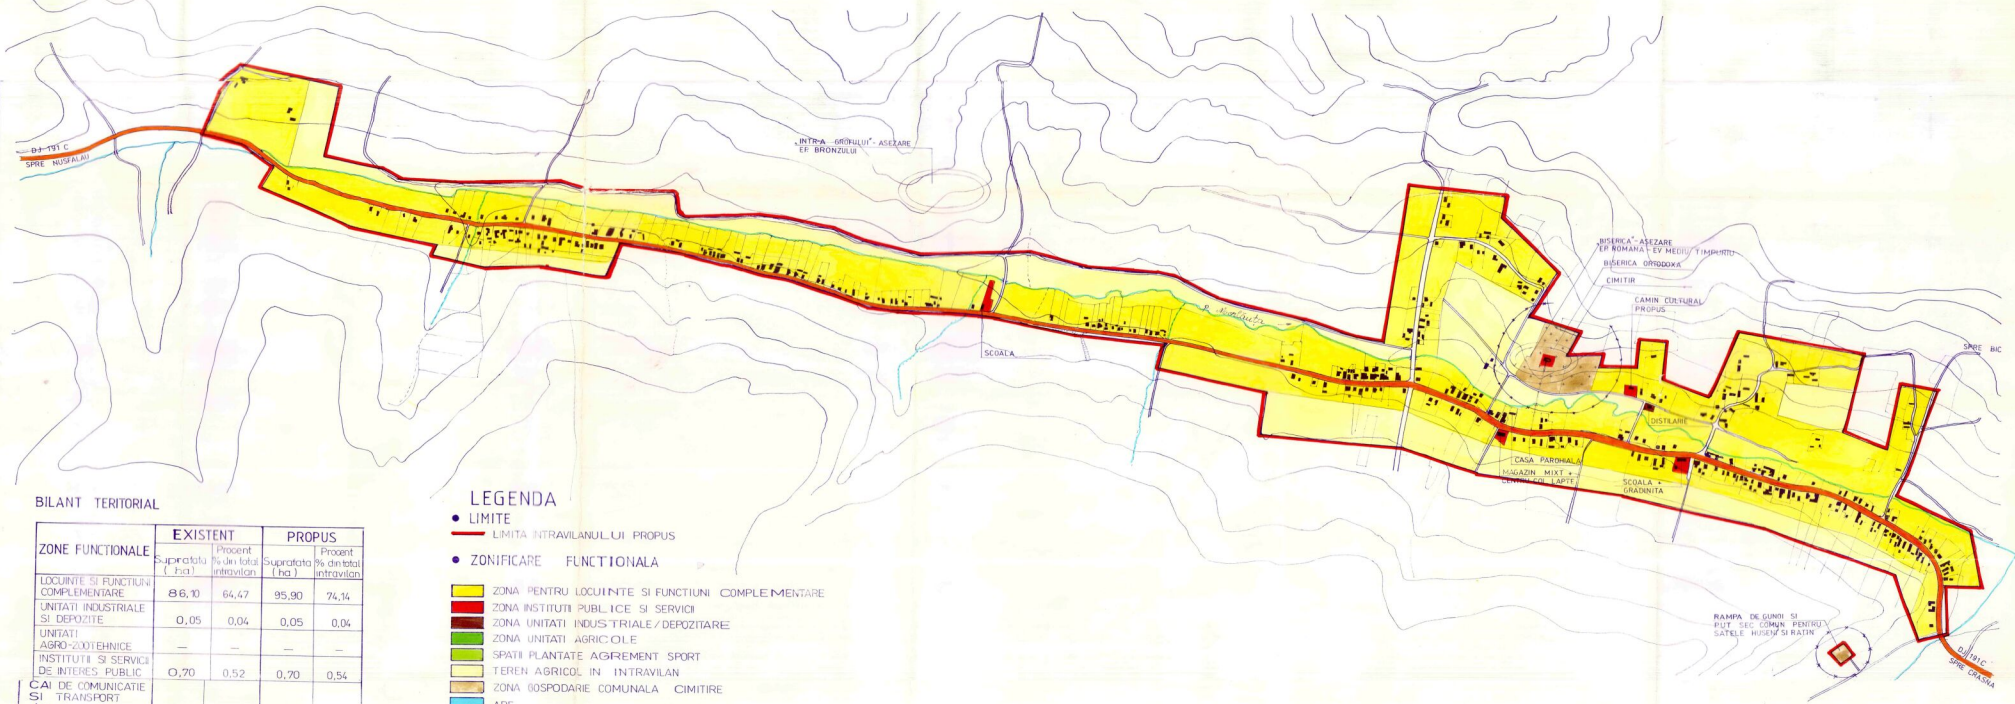 DJ 191 C
SPRE NUSFALAU
"INTR-A GROFULUI"- ASEZARE
EP. BRONZULUI
"BISERICA"-ASEZARE
EP. ROMANA - EV MEDIU TIMPURIU
BISERICA ORTODOXA
CIMITIR
CAMIN CULTURAL
PROPUS
SPRE BIC
SCOALA
DISTILARIE
CASA PAROHIALA
MAGAZIN MIXT +
CENTRU COL LAPTE
SCOALA +
GRADINITA
RAMPA DE GUNOI SI
PUT SEC COMUN PENTRU
SATELE HUSENI SI RATIN
DJ 191 C
SPRE CRASNA
BILANT TERITORIAL
ZONE FUNCTIONALE
EXISTENT
PROPUS
Supratata (ha)
Procent % din total intravilan
Supratata (ha)
Procent % din total intravilan
LOCUINTE SI FUNCTIUNI
COMPLEMENTARE 86,10 64,47 95,90 74,14
UNITATI INDUSTRIALE
SI DEPOZITE 0,05 0,04 0,05 0,04
UNITATI
AGRO-ZOOTEHNICE — — — —
INSTITUTII SI SERVICII
DE INTERES PUBLIC 0,70 0,52 0,70 0,54
CAI DE COMUNICATIE
SI TRANSPORT
LEGENDA
• LIMITE
LIMITA INTRAVILANULUI PROPUS
• ZONIFICARE FUNCTIONALA
ZONA PENTRU LOCUINTE SI FUNCTIUNI COMPLEMENTARE
ZONA INSTITUTII PUBLICE SI SERVICII
ZONA UNITATI INDUSTRIALE/DEPOZITARE
ZONA UNITATI AGRICOLE
SPATII PLANTATE AGREMENT SPORT
TEREN AGRICOL IN INTRAVILAN
ZONA GOSPODARIE COMUNALA CIMITIRE
APE